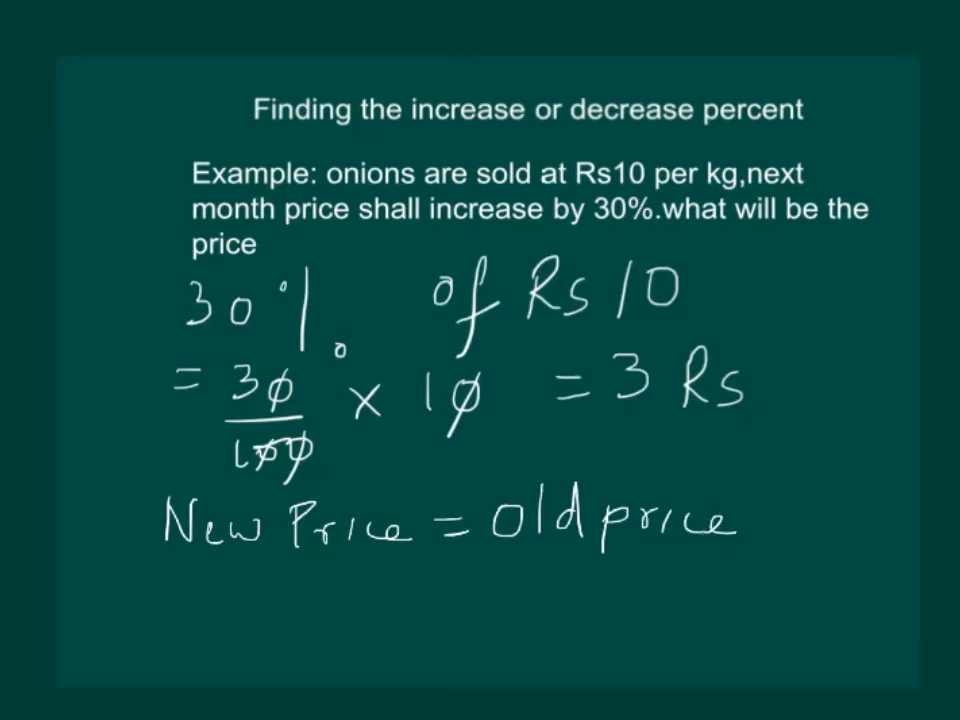 Finding the increase or decrease percent
Example: onions are sold at Rs10 per kg,next
month price shall increase by 30%.what will be the
price
30% of Rs 10
= 30/100 × 10 = 3 Rs
New Price = Old price